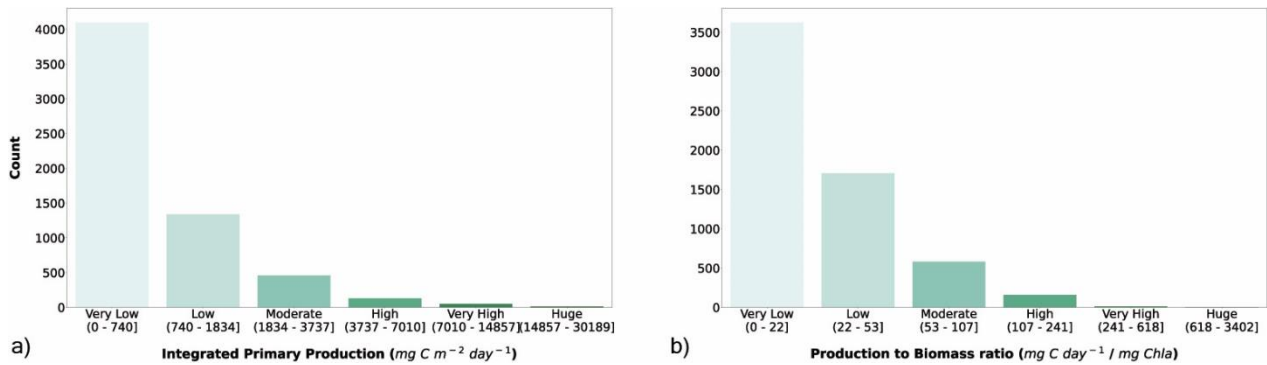 4000
3500
3000
2500
2000
1500
1000
500
0
Count
Very Low Low Moderate High Very High Huge
(0 - 740] (740 - 1834] (1834 - 3737] (3737 - 7010] (7010 - 14857] (14857 - 30189]
a) Integrated Primary Production (mg C m⁻² day⁻¹)
3500
3000
2500
2000
1500
1000
500
0
Very Low Low Moderate High Very High Huge
(0 - 22] (22 - 53] (53 - 107] (107 - 241] (241 - 618] (618 - 3402]
b) Production to Biomass ratio (mg C day⁻¹ / mg Chla)